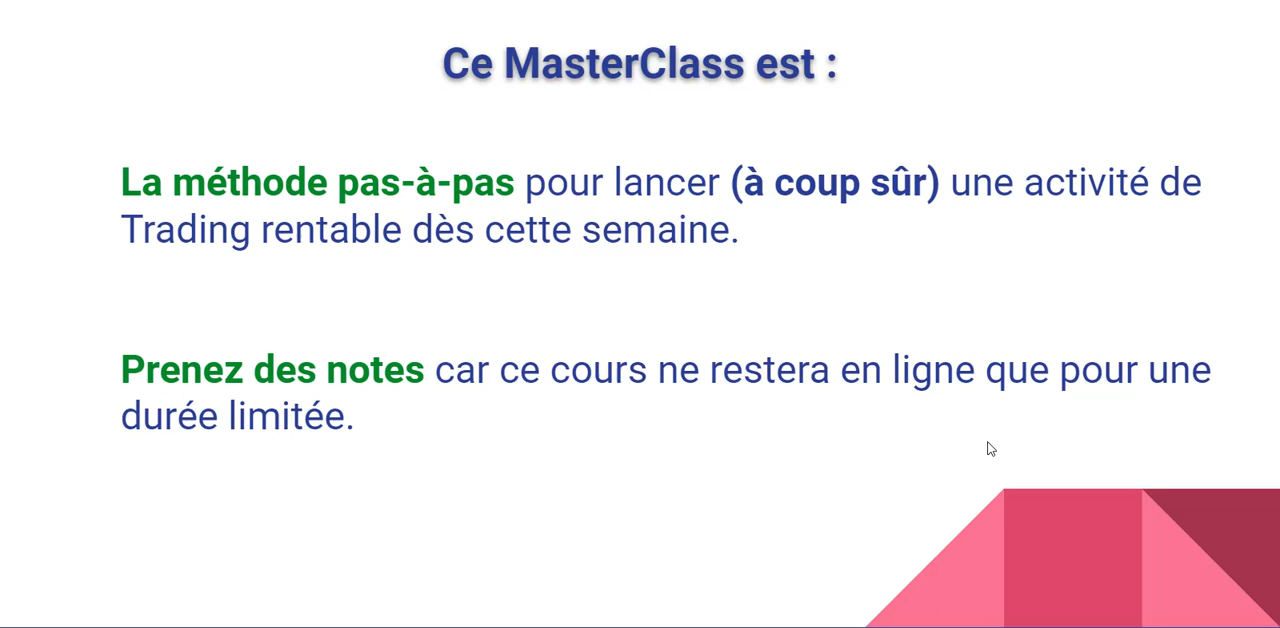 Ce MasterClass est :
La méthode pas-à-pas pour lancer (à coup sûr) une activité de
Trading rentable dès cette semaine.
Prenez des notes car ce cours ne restera en ligne que pour une
durée limitée.